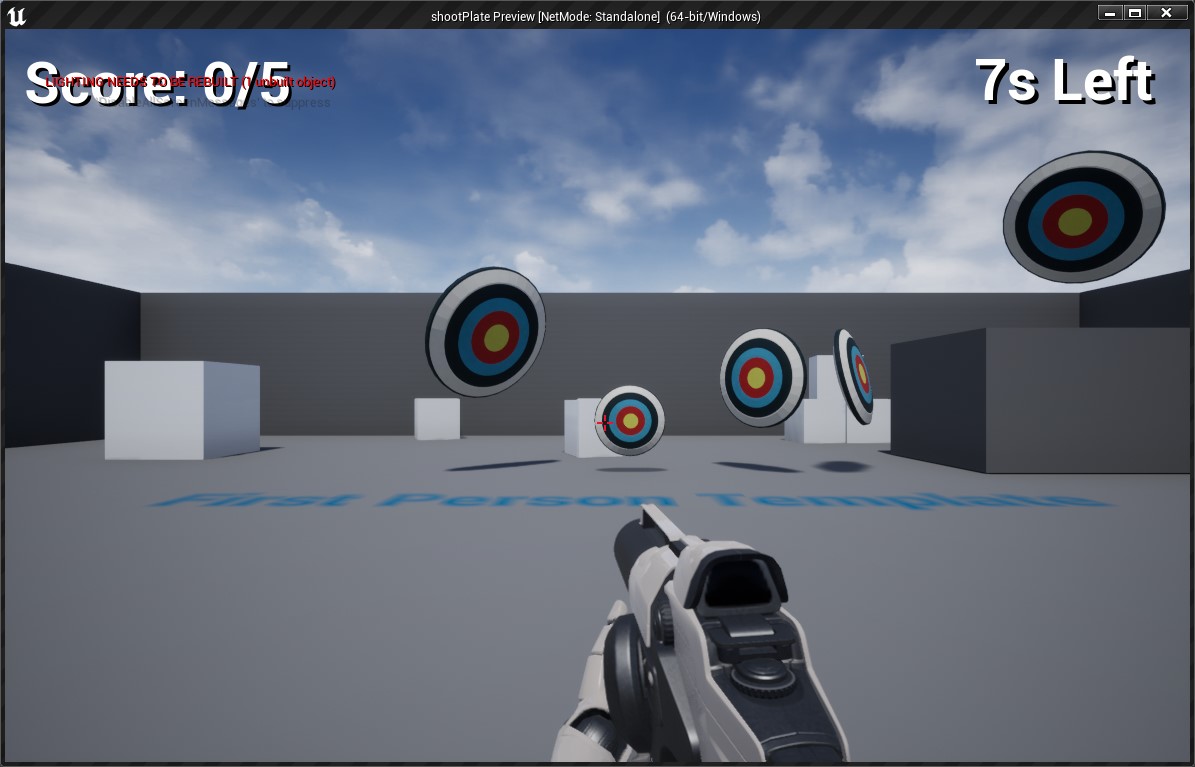 shootPlate Preview [NetMode: Standalone] (64-bit/Windows)
Score: 0/5
7s Left
LIGHTING NEEDS TO BE REBUILT (1 unbuilt object)
First Person Template